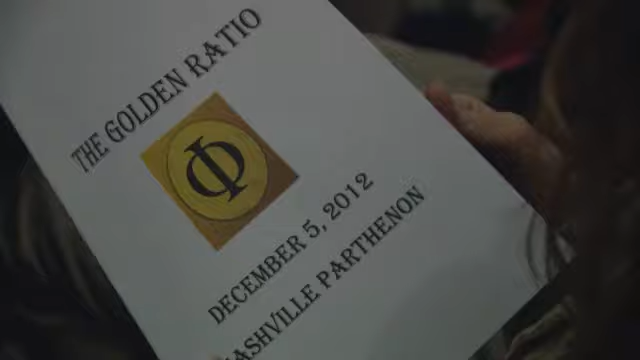 THE GOLDEN RATIO
Φ
DECEMBER 5, 2012
NASHVILLE PARTHENON